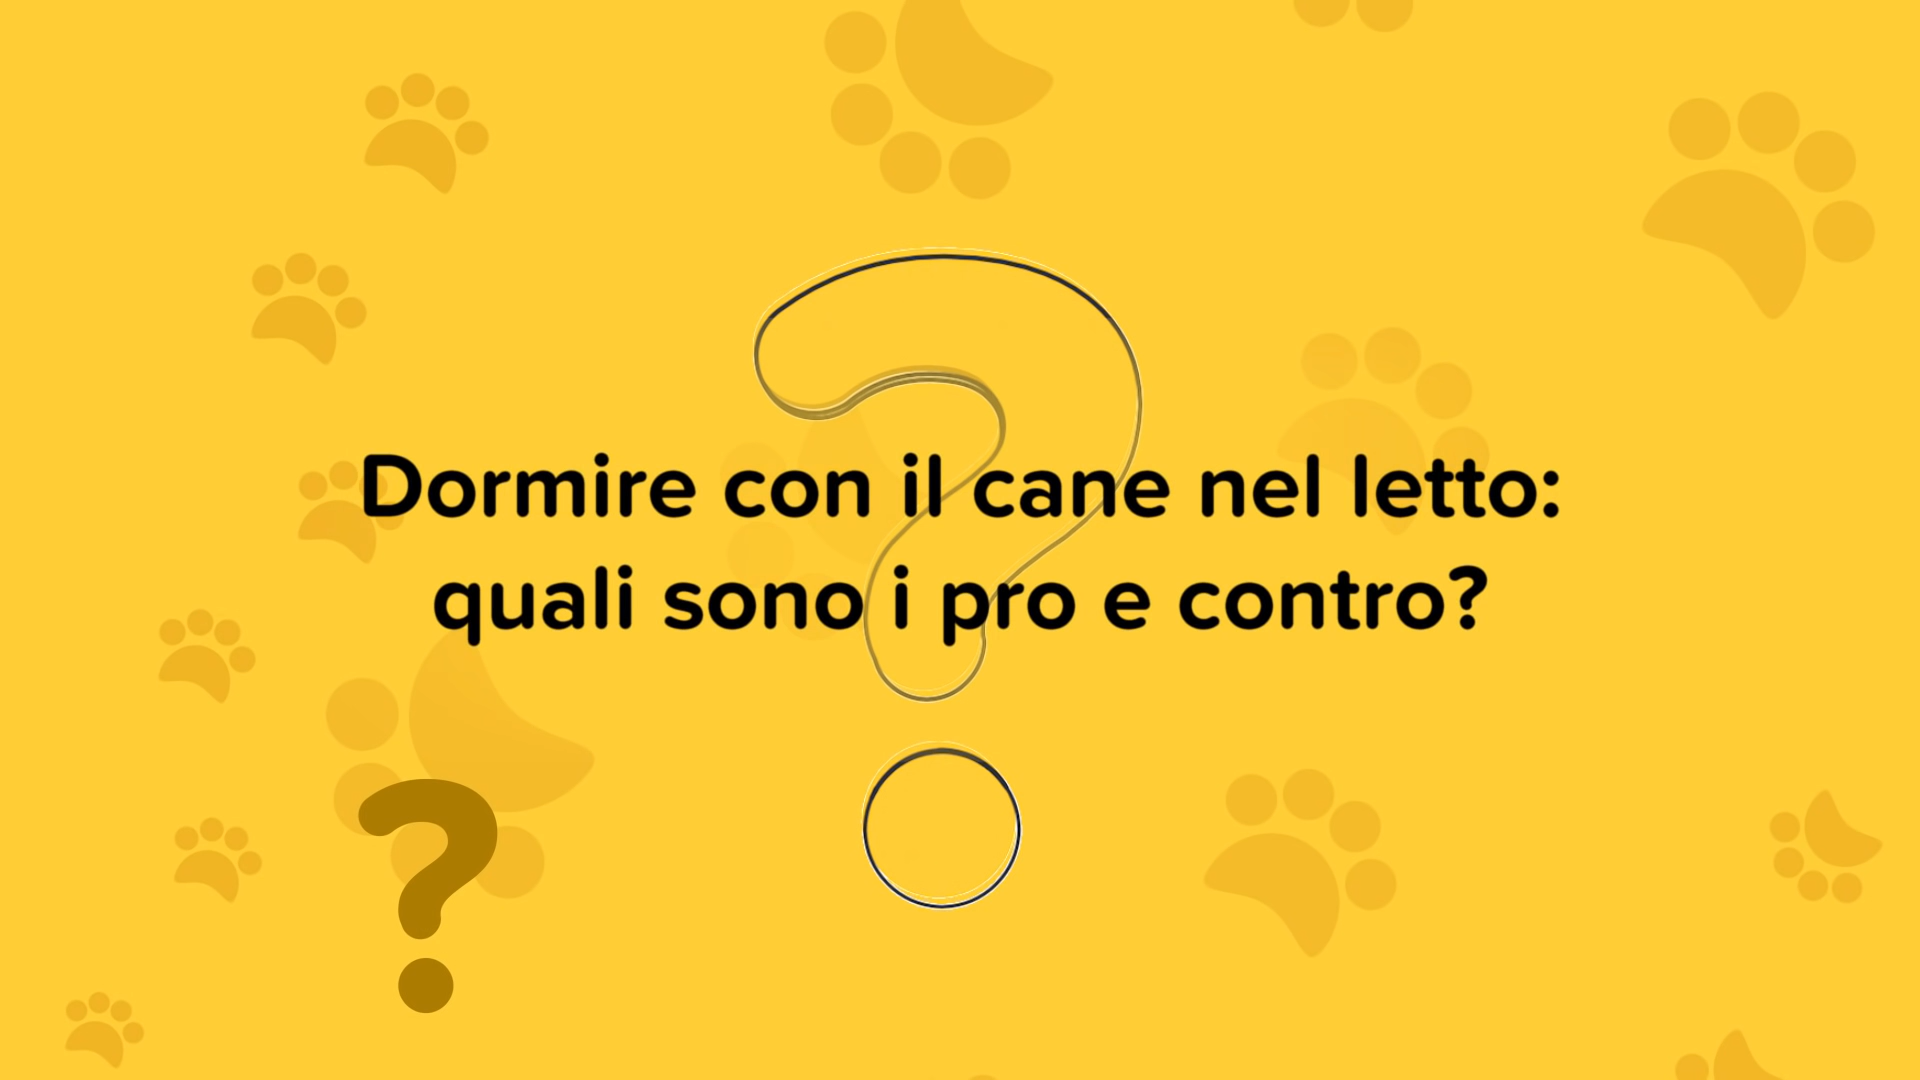 Dormire con il cane nel letto:
quali sono i pro e contro?
?
?